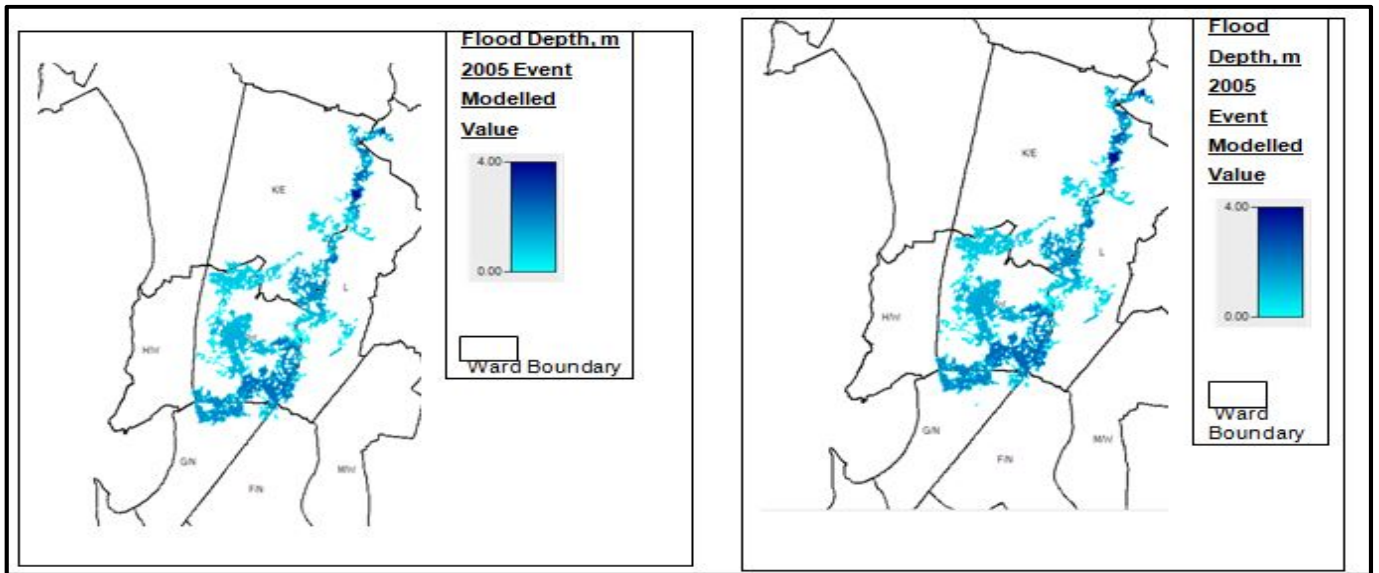 Flood Depth, m
2005 Event
Modelled
Value
4.00
0.00
Ward Boundary
K/E
L
H/W
G/N
F/N
M/W
Flood
Depth, m
2005
Event
Modelled
Value
4.00
0.00
Ward
Boundary
K/E
L
H/W
G/N
F/N
M/W